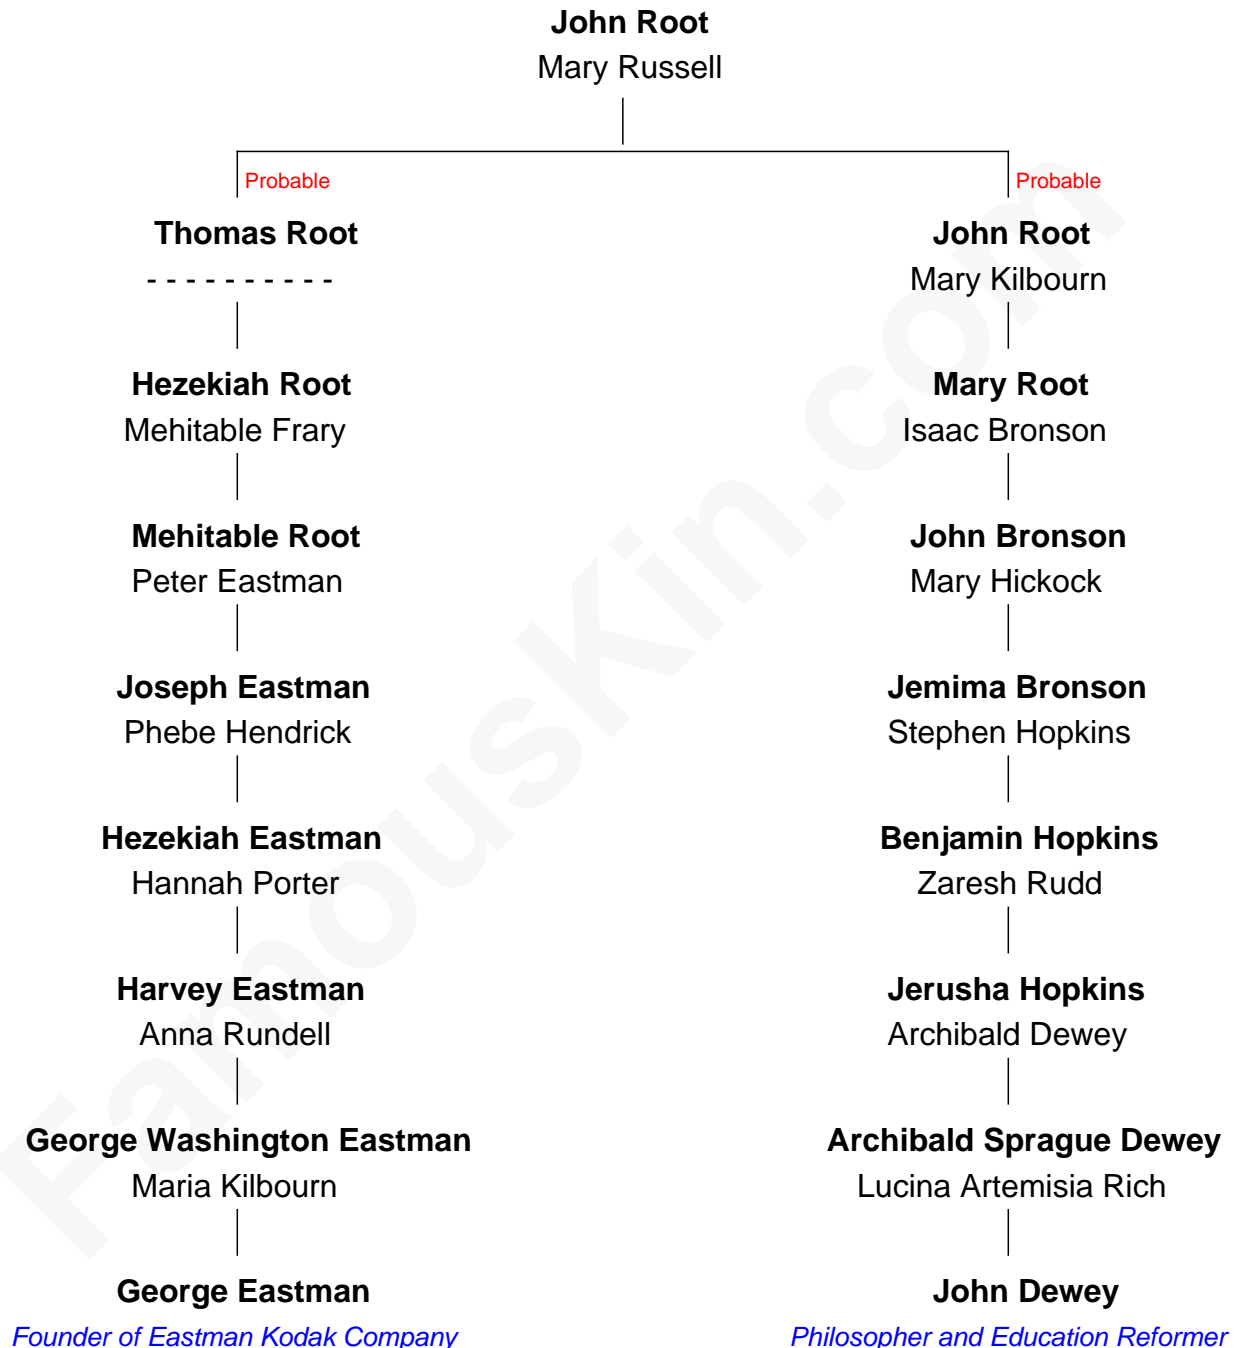 John Root
Mary Russell
Probable
Probable
Thomas Root
John Root
- - - - - - - - - -
Mary Kilbourn
Hezekiah Root
Mary Root
Mehitable Frary
Isaac Bronson
Mehitable Root
John Bronson
Peter Eastman
Mary Hickock
Joseph Eastman
Jemima Bronson
Phebe Hendrick
Stephen Hopkins
Hezekiah Eastman
Benjamin Hopkins
Hannah Porter
Zaresh Rudd
Harvey Eastman
Jerusha Hopkins
Anna Rundell
Archibald Dewey
George Washington Eastman
Archibald Sprague Dewey
Maria Kilbourn
Lucina Artemisia Rich
George Eastman
John Dewey
Founder of Eastman Kodak Company
Philosopher and Education Reformer
FamousKin.com